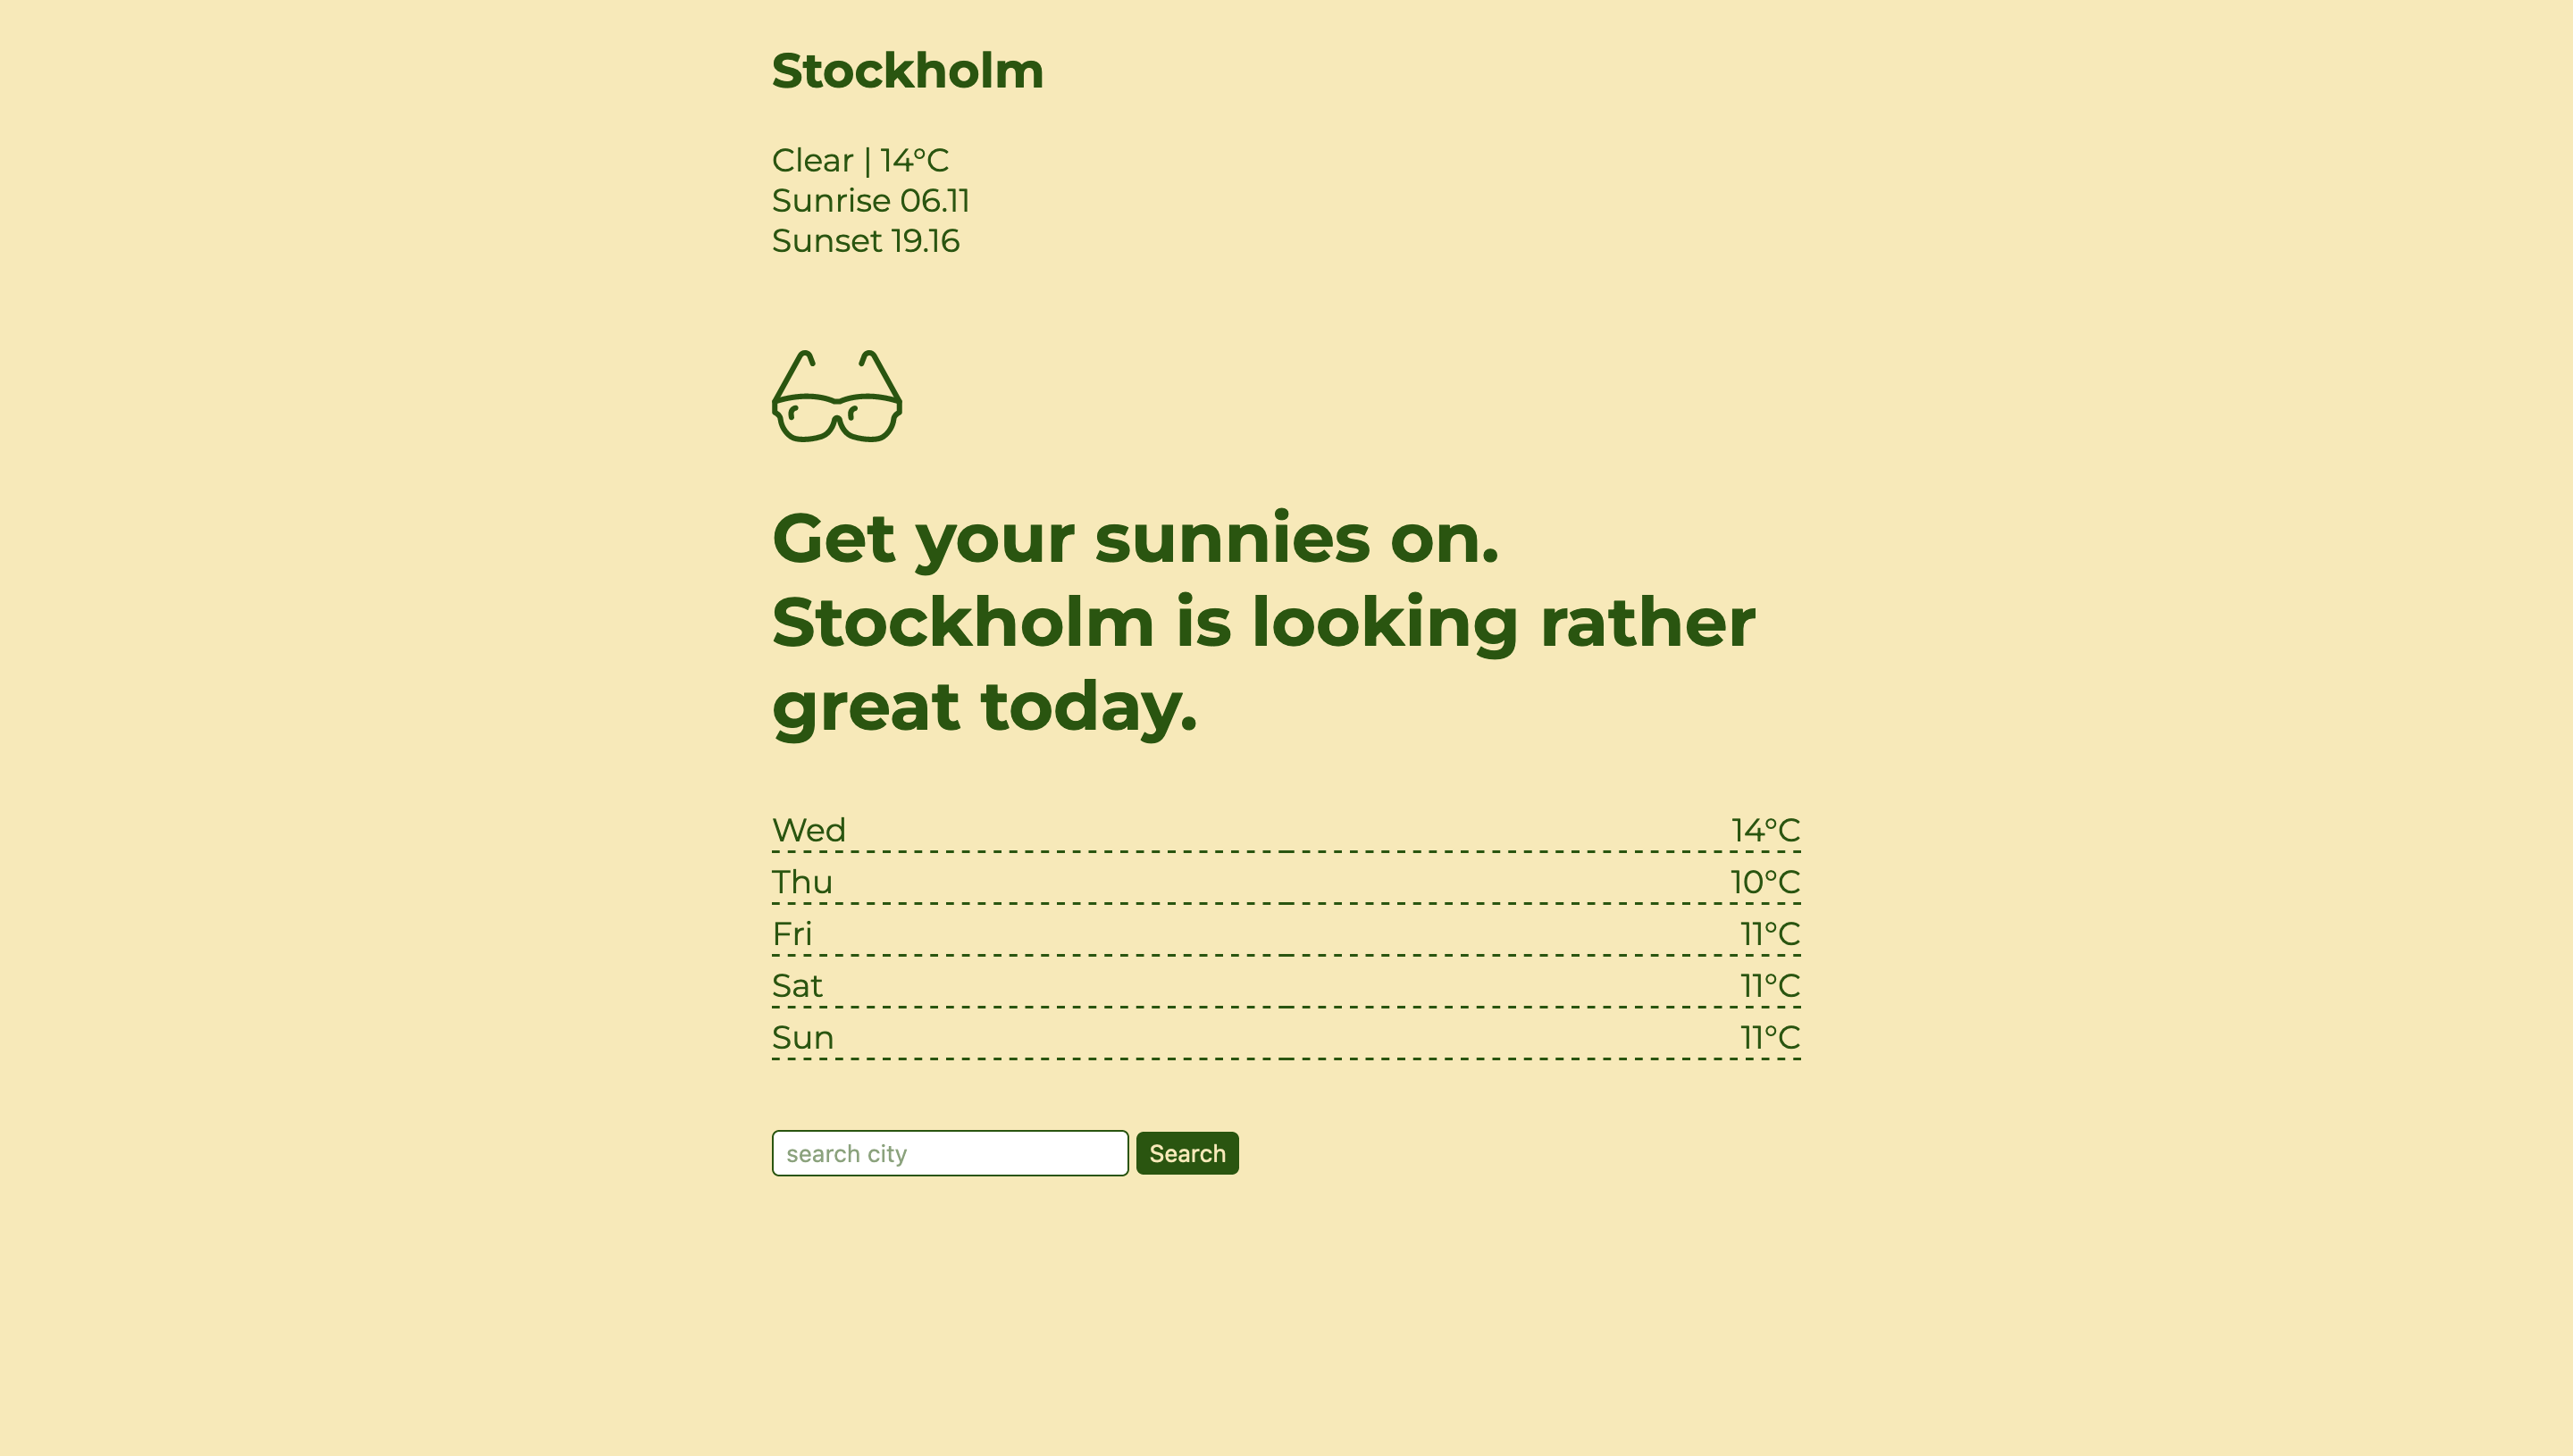 Stockholm
Clear | 14°C
Sunrise 06.11
Sunset 19.16
Get your sunnies on.
Stockholm is looking rather
great today.
Wed 14°C
Thu 10°C
Fri 11°C
Sat 11°C
Sun 11°C
search city Search